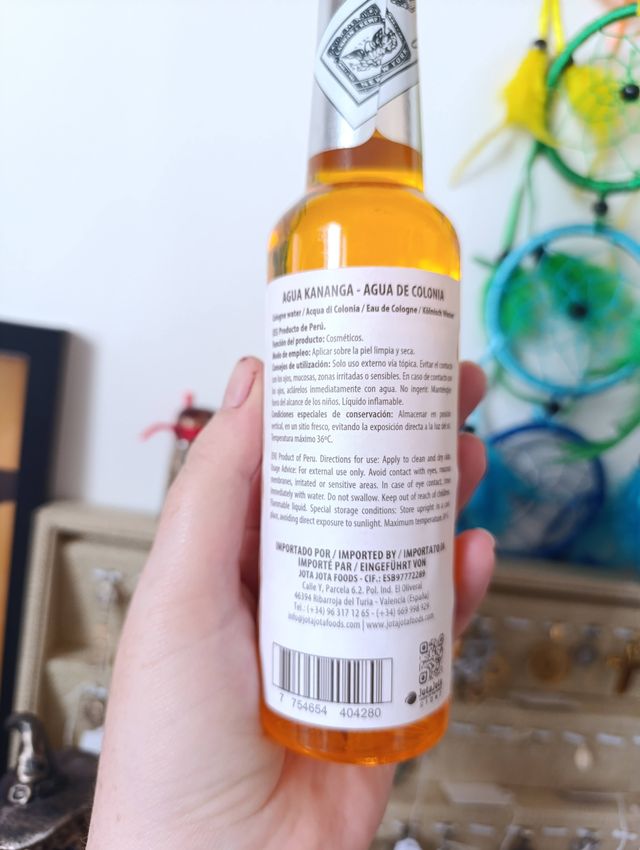 NEW YORK
AGUA KANANGA - AGUA DE COLONIA
Cologne water / Acqua di Colonia / Eau de Cologne / Kölnisch Wasser
(ES) Producto de Perú.
Función del producto: Cosméticos.
Modo de empleo: Aplicar sobre la piel limpia y seca.
Consejos de utilización: Solo uso externo vía tópica. Evitar el contacto
con los ojos, mucosas, zonas irritadas o sensibles. En caso de contacto con
los ojos, aclárelos inmediatamente con agua. No ingerir. Manténgase
fuera del alcance de los niños. Líquido inflamable.
Condiciones especiales de conservación: Almacenar en posición
vertical, en un sitio fresco, evitando la exposición directa a la luz del sol.
Temperatura máximo 36ºC.
(EN) Product of Peru. Directions for use: Apply to clean and dry skin.
Usage Advice: For external use only. Avoid contact with eyes, mucous
membranes, irritated or sensitive areas. In case of eye contact, rinse
immediately with water. Do not swallow. Keep out of reach of children.
Flammable liquid. Special storage conditions: Store upright in a cool
place, avoiding direct exposure to sunlight. Maximum temperature
IMPORTADO POR / IMPORTED BY / IMPORTATO DA
IMPORTÉ PAR / EINGEFÜHRT VON
JOTA JOTA FOODS - CIF.: ESB97772289
Calle Y, Parcela 6.2. Pol. Ind. El Oliveral
46394 Ribarroja del Turia - Valencia (España)
Tel.: (+34) 96 317 12 65 - (+34) 669 998 929
info@jotajotafoods.com | www.jotajotafoods.com
7 754654 404280
JotaJota